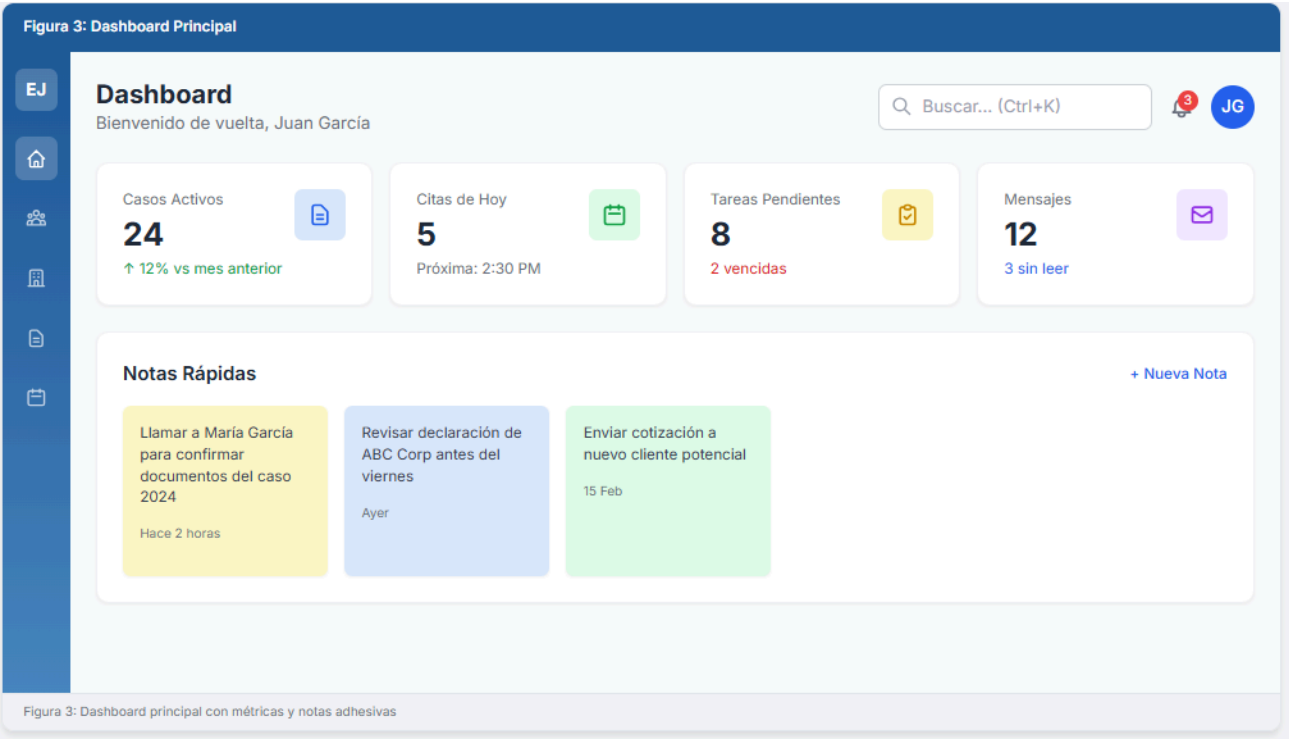 Figura 3: Dashboard Principal
EJ
Dashboard
Bienvenido de vuelta, Juan García
Buscar... (Ctrl+K)
3
JG
Casos Activos
24
↑ 12% vs mes anterior
Citas de Hoy
5
Próxima: 2:30 PM
Tareas Pendientes
8
2 vencidas
Mensajes
12
3 sin leer
Notas Rápidas
+ Nueva Nota
Llamar a María García
para confirmar
documentos del caso
2024
Hace 2 horas
Revisar declaración de
ABC Corp antes del
viernes
Ayer
Enviar cotización a
nuevo cliente potencial
15 Feb
Figura 3: Dashboard principal con métricas y notas adhesivas